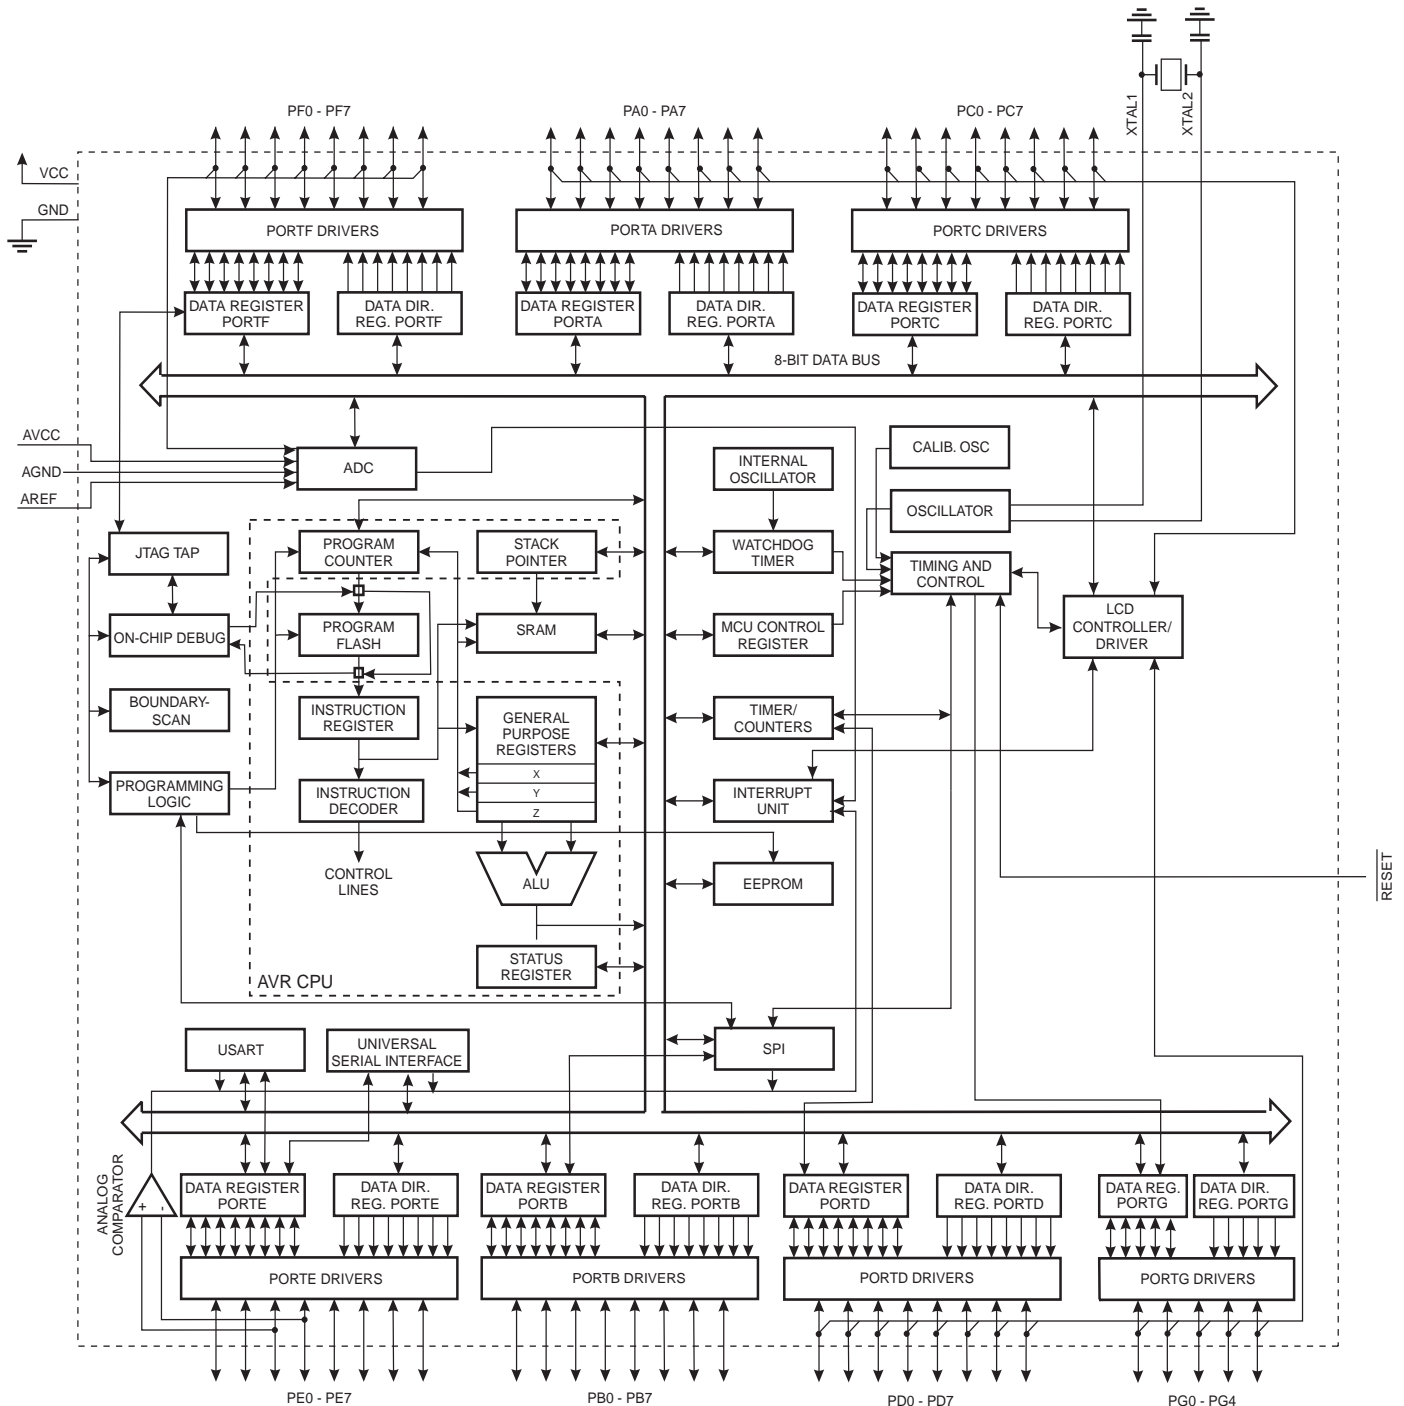 XTAL1
XTAL2
PF0 - PF7
PA0 - PA7
PC0 - PC7
VCC
GND
PORTF DRIVERS
PORTA DRIVERS
PORTC DRIVERS
DATA REGISTER
PORTF
DATA DIR.
REG. PORTF
DATA REGISTER
PORTA
DATA DIR.
REG. PORTA
DATA REGISTER
PORTC
DATA DIR.
REG. PORTC
8-BIT DATA BUS
AVCC
AGND
AREF
ADC
INTERNAL
OSCILLATOR
CALIB. OSC
OSCILLATOR
JTAG TAP
PROGRAM
COUNTER
STACK
POINTER
WATCHDOG
TIMER
TIMING AND
CONTROL
LCD
CONTROLLER/
DRIVER
ON-CHIP DEBUG
PROGRAM
FLASH
SRAM
MCU CONTROL
REGISTER
BOUNDARY-
SCAN
INSTRUCTION
REGISTER
GENERAL
PURPOSE
REGISTERS
X
Y
Z
TIMER/
COUNTERS
PROGRAMMING
LOGIC
INSTRUCTION
DECODER
INTERRUPT
UNIT
CONTROL
LINES
ALU
EEPROM
RESET
STATUS
REGISTER
AVR CPU
USART
UNIVERSAL
SERIAL INTERFACE
SPI
ANALOG
COMPARATOR
+
-
DATA REGISTER
PORTE
DATA DIR.
REG. PORTE
DATA REGISTER
PORTB
DATA DIR.
REG. PORTB
DATA REGISTER
PORTD
DATA DIR.
REG. PORTD
DATA REG.
PORTG
DATA DIR.
REG. PORTG
PORTE DRIVERS
PORTB DRIVERS
PORTD DRIVERS
PORTG DRIVERS
PE0 - PE7
PB0 - PB7
PD0 - PD7
PG0 - PG4